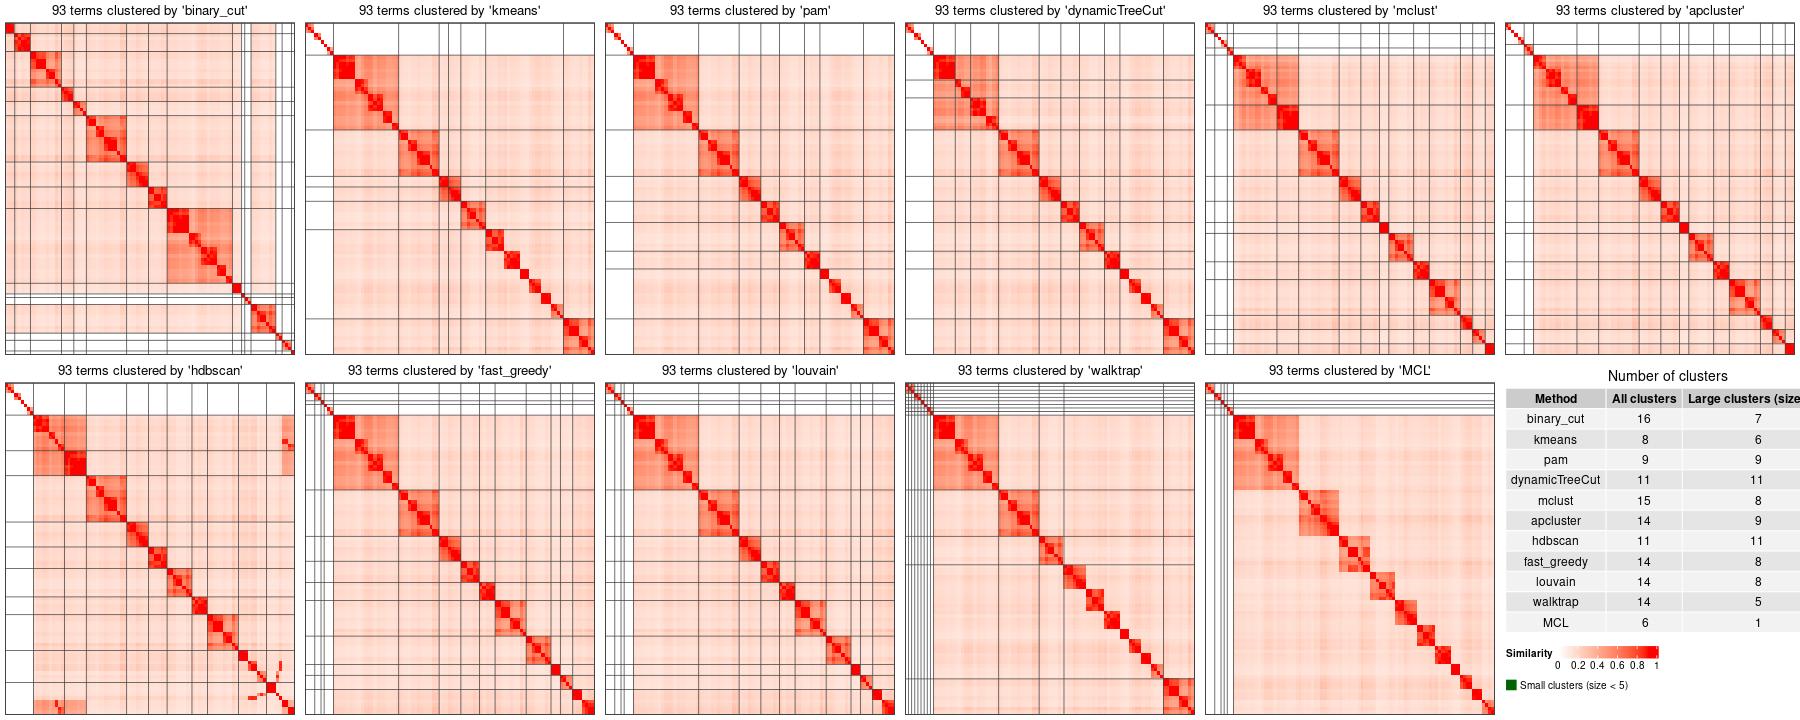 93 terms clustered by 'binary_cut'
93 terms clustered by 'kmeans'
93 terms clustered by 'pam'
93 terms clustered by 'dynamicTreeCut'
93 terms clustered by 'mclust'
93 terms clustered by 'apcluster'
93 terms clustered by 'hdbscan'
93 terms clustered by 'fast_greedy'
93 terms clustered by 'louvain'
93 terms clustered by 'walktrap'
93 terms clustered by 'MCL'
Number of clusters
Method All clusters Large clusters (size
binary_cut 16 7
kmeans 8 6
pam 9 9
dynamicTreeCut 11 11
mclust 15 8
apcluster 14 9
hdbscan 11 11
fast_greedy 14 8
louvain 14 8
walktrap 14 5
MCL 6 1
Similarity
0 0.2 0.4 0.6 0.8 1
Small clusters (size < 5)